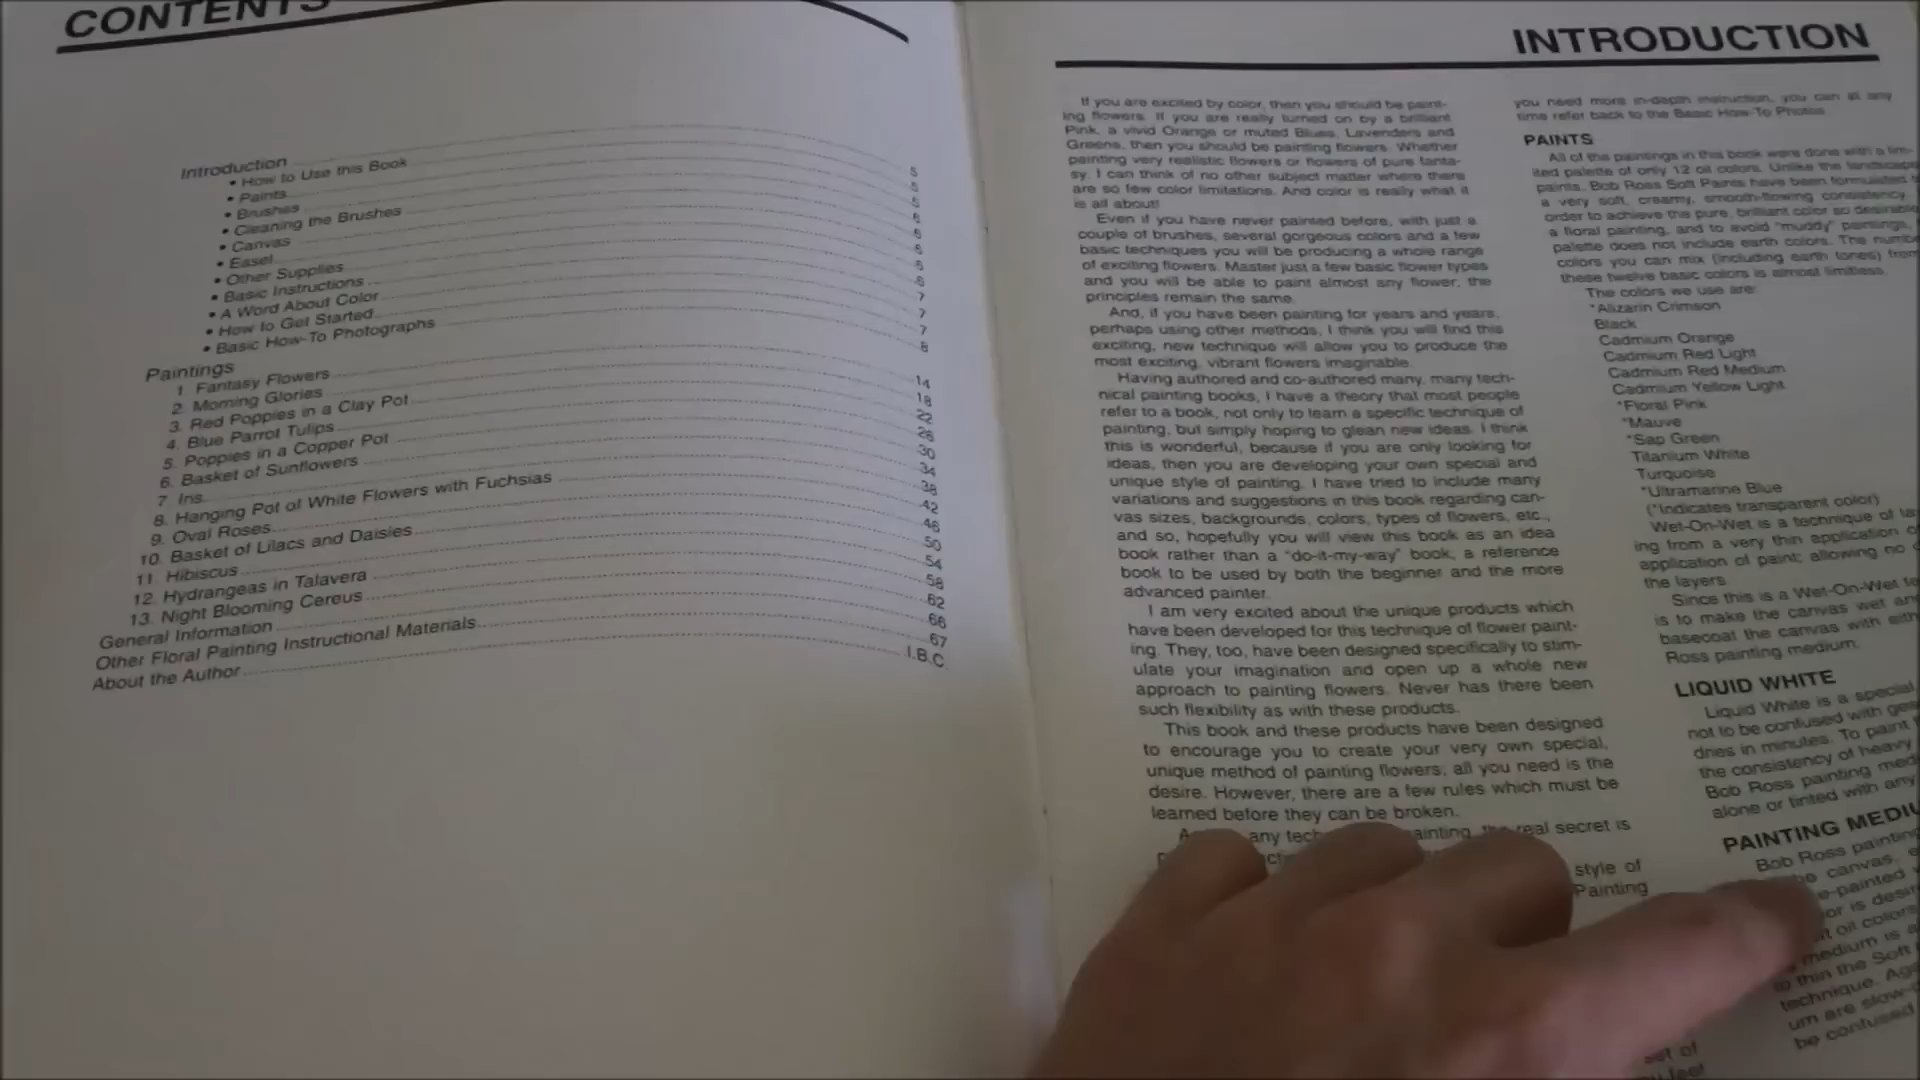 CONTENTS
Introduction 5
• How to Use this Book 5
• Paints 5
• Brushes 6
• Cleaning the Brushes 6
• Canvas 6
• Easel 6
• Other Supplies 6
• Basic Instructions 7
• A Word About Color 7
• How to Get Started 7
• Basic How-To Photographs 8
Paintings
1. Fantasy Flowers 14
2. Morning Glories 18
3. Red Poppies in a Clay Pot 22
4. Blue Parrot Tulips 26
5. Poppies in a Copper Pot 30
6. Basket of Sunflowers 34
7 Iris 38
8. Hanging Pot of White Flowers with Fuchsias 42
9. Oval Roses 46
10. Basket of Lilacs and Daisies 50
11. Hibiscus 54
12. Hydrangeas in Talavera 58
13. Night Blooming Cereus 62
General Information 66
Other Floral Painting Instructional Materials 67
About the Author I.B.C.
INTRODUCTION
If you are excited by color, then you should be paint-
ing flowers. If you are really turned on by a brilliant
Pink, a vivid Orange or muted Blues, Lavenders and
Greens, then you should be painting flowers. Whether
painting very realistic flowers or flowers of pure fanta-
sy, I can think of no other subject matter where there
are so few color limitations. And color is really what it
is all about!
Even if you have never painted before, with just a
couple of brushes, several gorgeous colors and a few
basic techniques you will be producing a whole range
of exciting flowers. Master just a few basic flower types
and you will be able to paint almost any flower; the
principles remain the same.
And, if you have been painting for years and years,
perhaps using other methods, I think you will find this
exciting, new technique will allow you to produce the
most exciting, vibrant flowers imaginable.
Having authored and co-authored many, many tech-
nical painting books, I have a theory that most people
refer to a book, not only to learn a specific technique of
painting, but simply hoping to glean new ideas. I think
this is wonderful, because if you are only looking for
ideas, then you are developing your own special and
unique style of painting. I have tried to include many
variations and suggestions in this book regarding can-
vas sizes, backgrounds, colors, types of flowers, etc.,
and so, hopefully you will view this book as an idea
book rather than a "do-it-my-way" book; a reference
book to be used by both the beginner and the more
advanced painter.
I am very excited about the unique products which
have been developed for this technique of flower paint-
ing. They, too, have been designed specifically to stim-
ulate your imagination and open up a whole new
approach to painting flowers. Never has there been
such flexibility as with these products.
This book and these products have been designed
to encourage you to create your very own special,
unique method of painting flowers; all you need is the
desire. However, there are a few rules which must be
learned before they can be broken.
any painting, the real secret is
style of
Painting
you need more in-depth instruction, you can at any
time refer back to the Basic How-To Photos.
PAINTS
All of the paintings in this book were done with a lim-
ited palette of only 12 oil colors. Unlike the landscape
paints, Bob Ross Soft Paints have been formulated
a very soft, creamy, smooth-flowing consistency
order to achieve the pure, brilliant color so desirable
a floral painting, and to avoid "muddy" paintings,
palette does not include earth colors. The number
colors you can mix (including earth tones) from
these twelve basic colors is almost limitless.
The colors we use are:
*Alizarin Crimson
Black
Cadmium Orange
Cadmium Red Light
Cadmium Red Medium
Cadmium Yellow Light
*Floral Pink
*Mauve
*Sap Green
Titanium White
Turquoise
*Ultramarine Blue
(*Indicates transparent color)
Wet-On-Wet is a technique of
ing from a very thin application
application of paint; allowing no
the layers.
Since this is a Wet-On-Wet
is to make the canvas wet
basecoat the canvas with
Ross painting medium.
LIQUID WHITE
Liquid White is a special
not to be confused with
dries in minutes. To paint
the consistency of heavy
Bob Ross painting
alone or tinted with any
PAINTING
Bob Ross painting
canvas,
is
oil colors
medium is
to thin the Soft
technique.
um are
be confused
of
feet